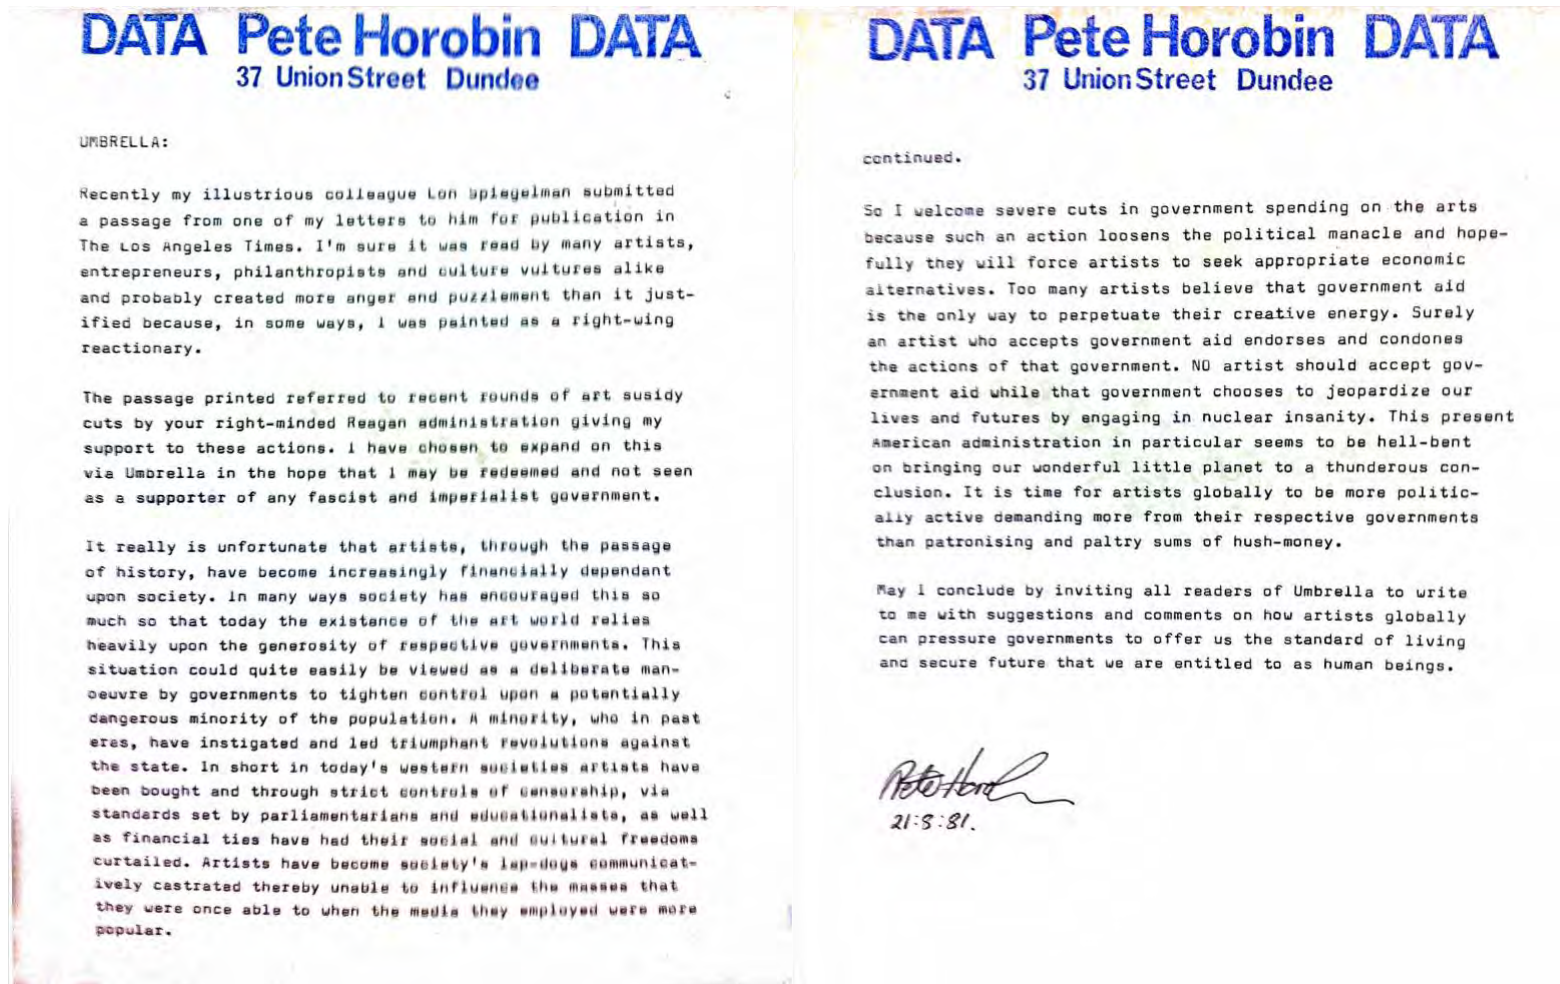 DATA Pete Horobin DATA
37 Union Street Dundee
UMBRELLA:
Recently my illustrious colleague Lon Spiegelman submitted
a passage from one of my letters to him for publication in
The Los Angeles Times. I'm sure it was read by many artists,
entrepreneurs, philanthropists and culture vultures alike
and probably created more anger and puzzlement than it just-
ified because, in some ways, I was painted as a right-wing
reactionary.
The passage printed referred to recent rounds of art susidy
cuts by your right-minded Reagan administration giving my
support to these actions. I have chosen to expand on this
via Umbrella in the hope that I may be redeemed and not seen
as a supporter of any fascist and imperialist government.
It really is unfortunate that artists, through the passage
of history, have become increasingly financially dependant
upon society. In many ways society has encouraged this so
much so that today the existance of the art world relies
heavily upon the generosity of respective governments. This
situation could quite easily be viewed as a deliberate man-
oeuvre by governments to tighten control upon a potentially
dangerous minority of the population. A minority, who in past
eras, have instigated and led triumphant revolutions against
the state. In short in today's western societies artists have
been bought and through strict controls of censorship, via
standards set by parliamentarians and educationalists, as well
as financial ties have had their social and cultural freedoms
curtailed. Artists have become society's lap-dogs communicat-
ively castrated thereby unable to influence the masses that
they were once able to when the media they employed were more
popular.
DATA Pete Horobin DATA
37 Union Street Dundee
continued.
So I welcome severe cuts in government spending on the arts
because such an action loosens the political manacle and hope-
fully they will force artists to seek appropriate economic
alternatives. Too many artists believe that government aid
is the only way to perpetuate their creative energy. Surely
an artist who accepts government aid endorses and condones
the actions of that government. NO artist should accept gov-
ernment aid while that government chooses to jeopardize our
lives and futures by engaging in nuclear insanity. This present
American administration in particular seems to be hell-bent
on bringing our wonderful little planet to a thunderous con-
clusion. It is time for artists globally to be more politic-
ally active demanding more from their respective governments
than patronising and paltry sums of hush-money.
May I conclude by inviting all readers of Umbrella to write
to me with suggestions and comments on how artists globally
can pressure governments to offer us the standard of living
and secure future that we are entitled to as human beings.
Pete Horobin
21:8:81.